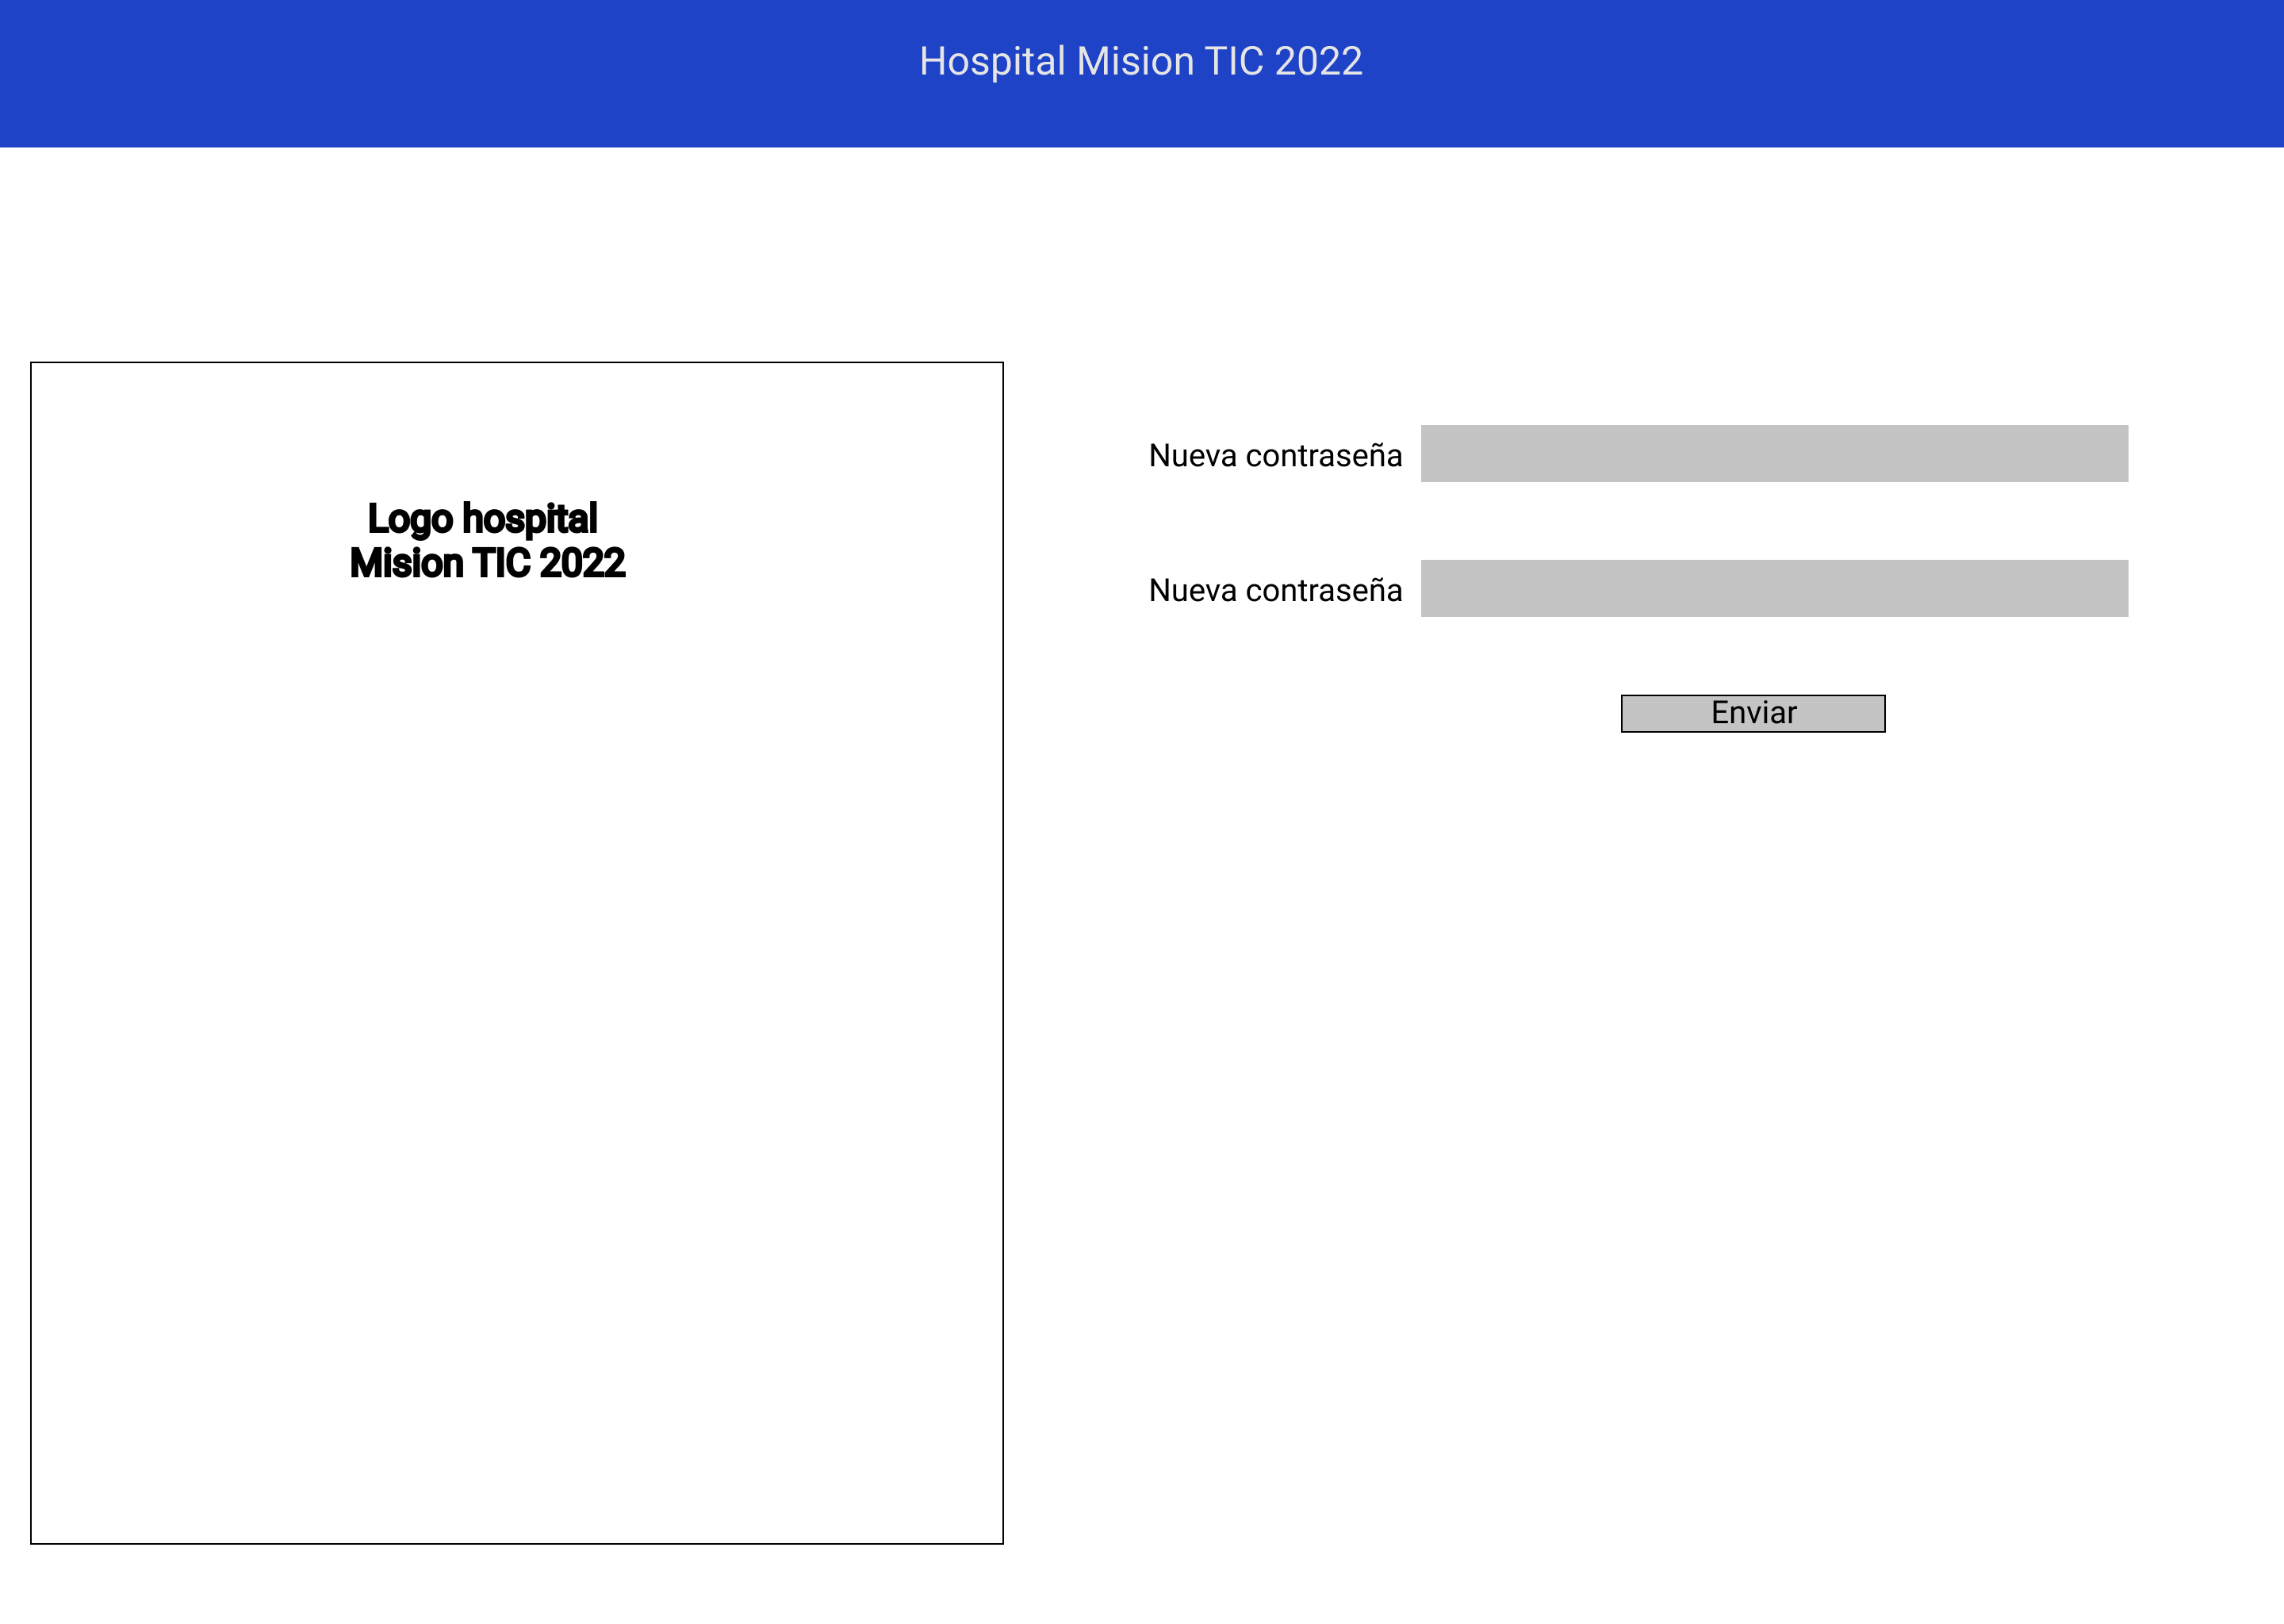 Hospital Mision TIC 2022
Logo hospital
Mision TIC 2022
Nueva contraseña
Nueva contraseña
Enviar